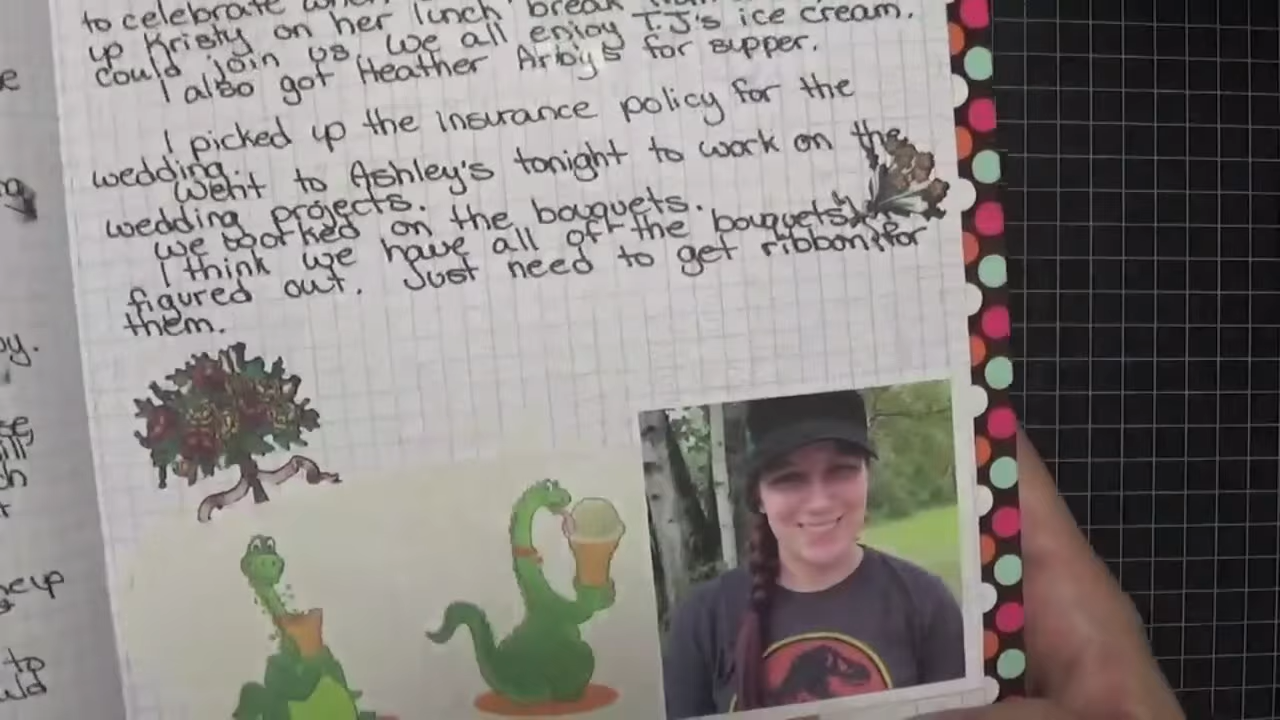 to celebrate
up Kristy on her lunch break
could join us. We all enjoy T.J's ice cream.
I also got Heather Arby's for supper.
I picked up the insurance policy for the
wedding.
Went to Ashley's tonight to work on the
wedding projects.
We worked on the bouquets.
I think we have all of the bouquets
figured out. Just need to get ribbon for
them.
py.
to